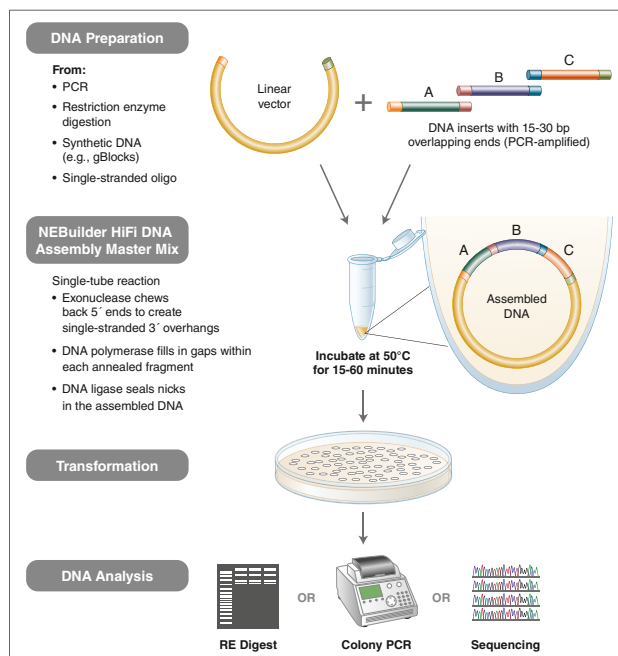 DNA Preparation
From:
• PCR
• Restriction enzyme
digestion
• Synthetic DNA
(e.g., gBlocks)
• Single-stranded oligo
Linear
vector
+
A
B
C
DNA inserts with 15-30 bp
overlapping ends (PCR-amplified)
NEBuilder HiFi DNA
Assembly Master Mix
Single-tube reaction
• Exonuclease chews
back 5´ ends to create
single-stranded 3´ overhangs
• DNA polymerase fills in gaps within
each annealed fragment
• DNA ligase seals nicks
in the assembled DNA
Incubate at 50°C
for 15-60 minutes
A
B
C
Assembled
DNA
Transformation
DNA Analysis
OR
OR
RE Digest
Colony PCR
Sequencing